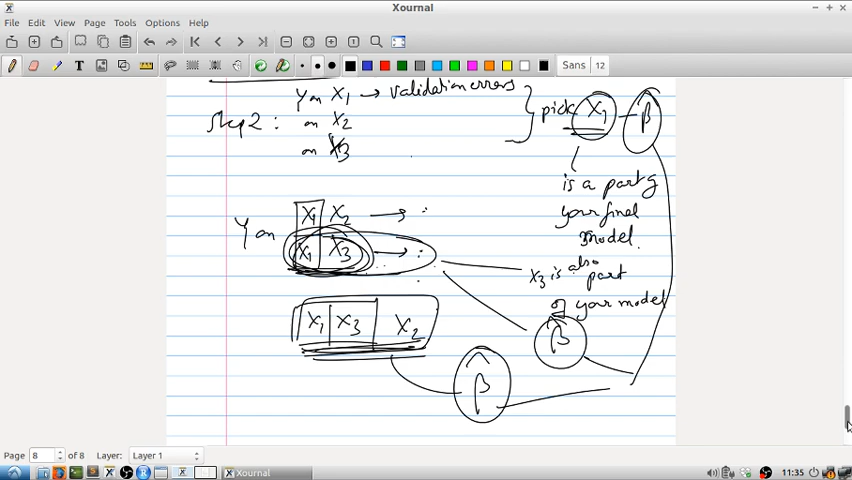 Xournal
File Edit View Page Tools Options Help
Sans 12
Y on X1 → validation errors
Step 2 : on X2
on X3
pick X1 — β̂
is a part of
your final
model.
Y on X1 X2 →
X1 X3 →
X3 is also
part
of your model
X1 X3 X2
β̂
β̂
Page 8 of 8 Layer: Layer 1
Xournal 11:35